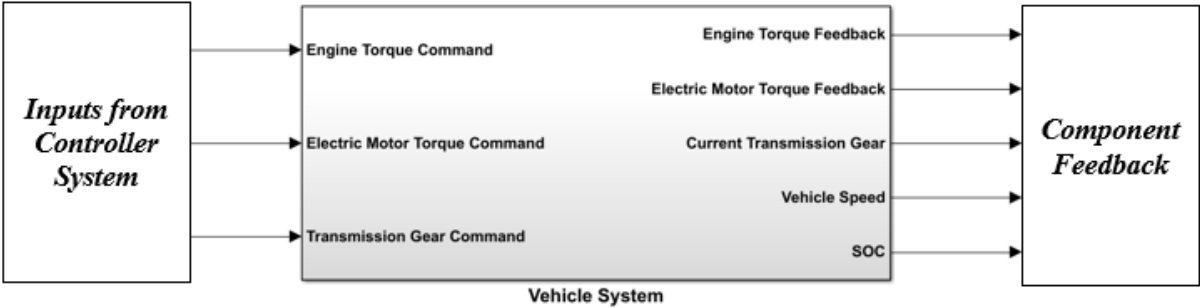 Inputs from
Controller
System
Engine Torque Command
Electric Motor Torque Command
Transmission Gear Command
Engine Torque Feedback
Electric Motor Torque Feedback
Current Transmission Gear
Vehicle Speed
SOC
Vehicle System
Component
Feedback